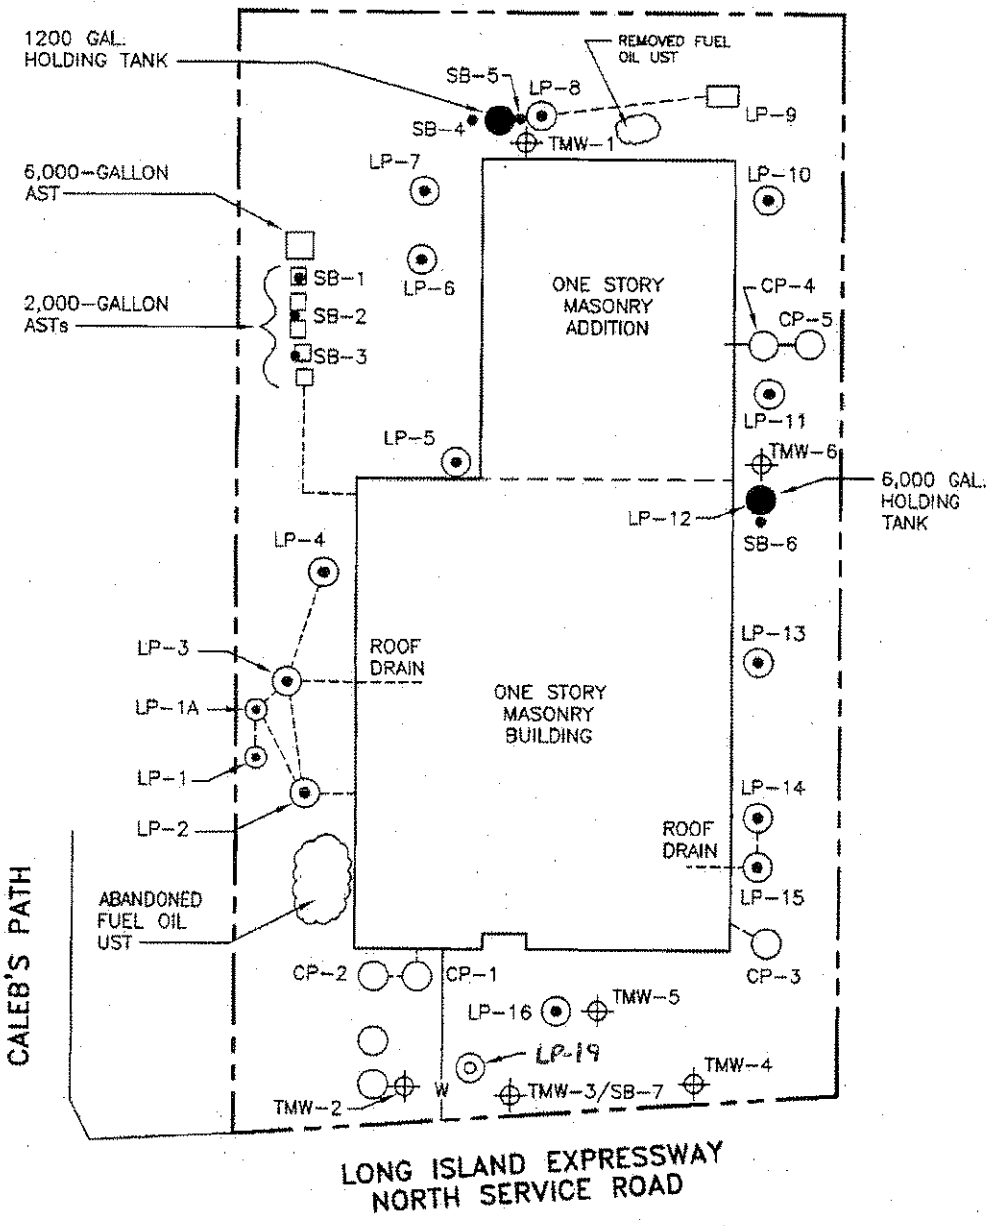 1200 GAL.
HOLDING TANK
REMOVED FUEL
OIL UST
SB-5
LP-8
SB-4
LP-9
TMW-1
LP-7
LP-10
6,000-GALLON
AST
SB-1
LP-6
ONE STORY
MASONRY
ADDITION
CP-4
CP-5
2,000-GALLON
ASTs
SB-2
SB-3
LP-11
LP-5
TMW-6
6,000 GAL.
HOLDING
TANK
LP-12
SB-6
LP-4
LP-13
LP-3
ROOF
DRAIN
LP-1A
ONE STORY
MASONRY
BUILDING
LP-1
LP-14
LP-2
ROOF
DRAIN
LP-15
ABANDONED
FUEL OIL
UST
CALEB'S PATH
CP-2
CP-1
CP-3
LP-16
TMW-5
LP-19
TMW-4
TMW-2
W
TMW-3/SB-7
LONG ISLAND EXPRESSWAY
NORTH SERVICE ROAD